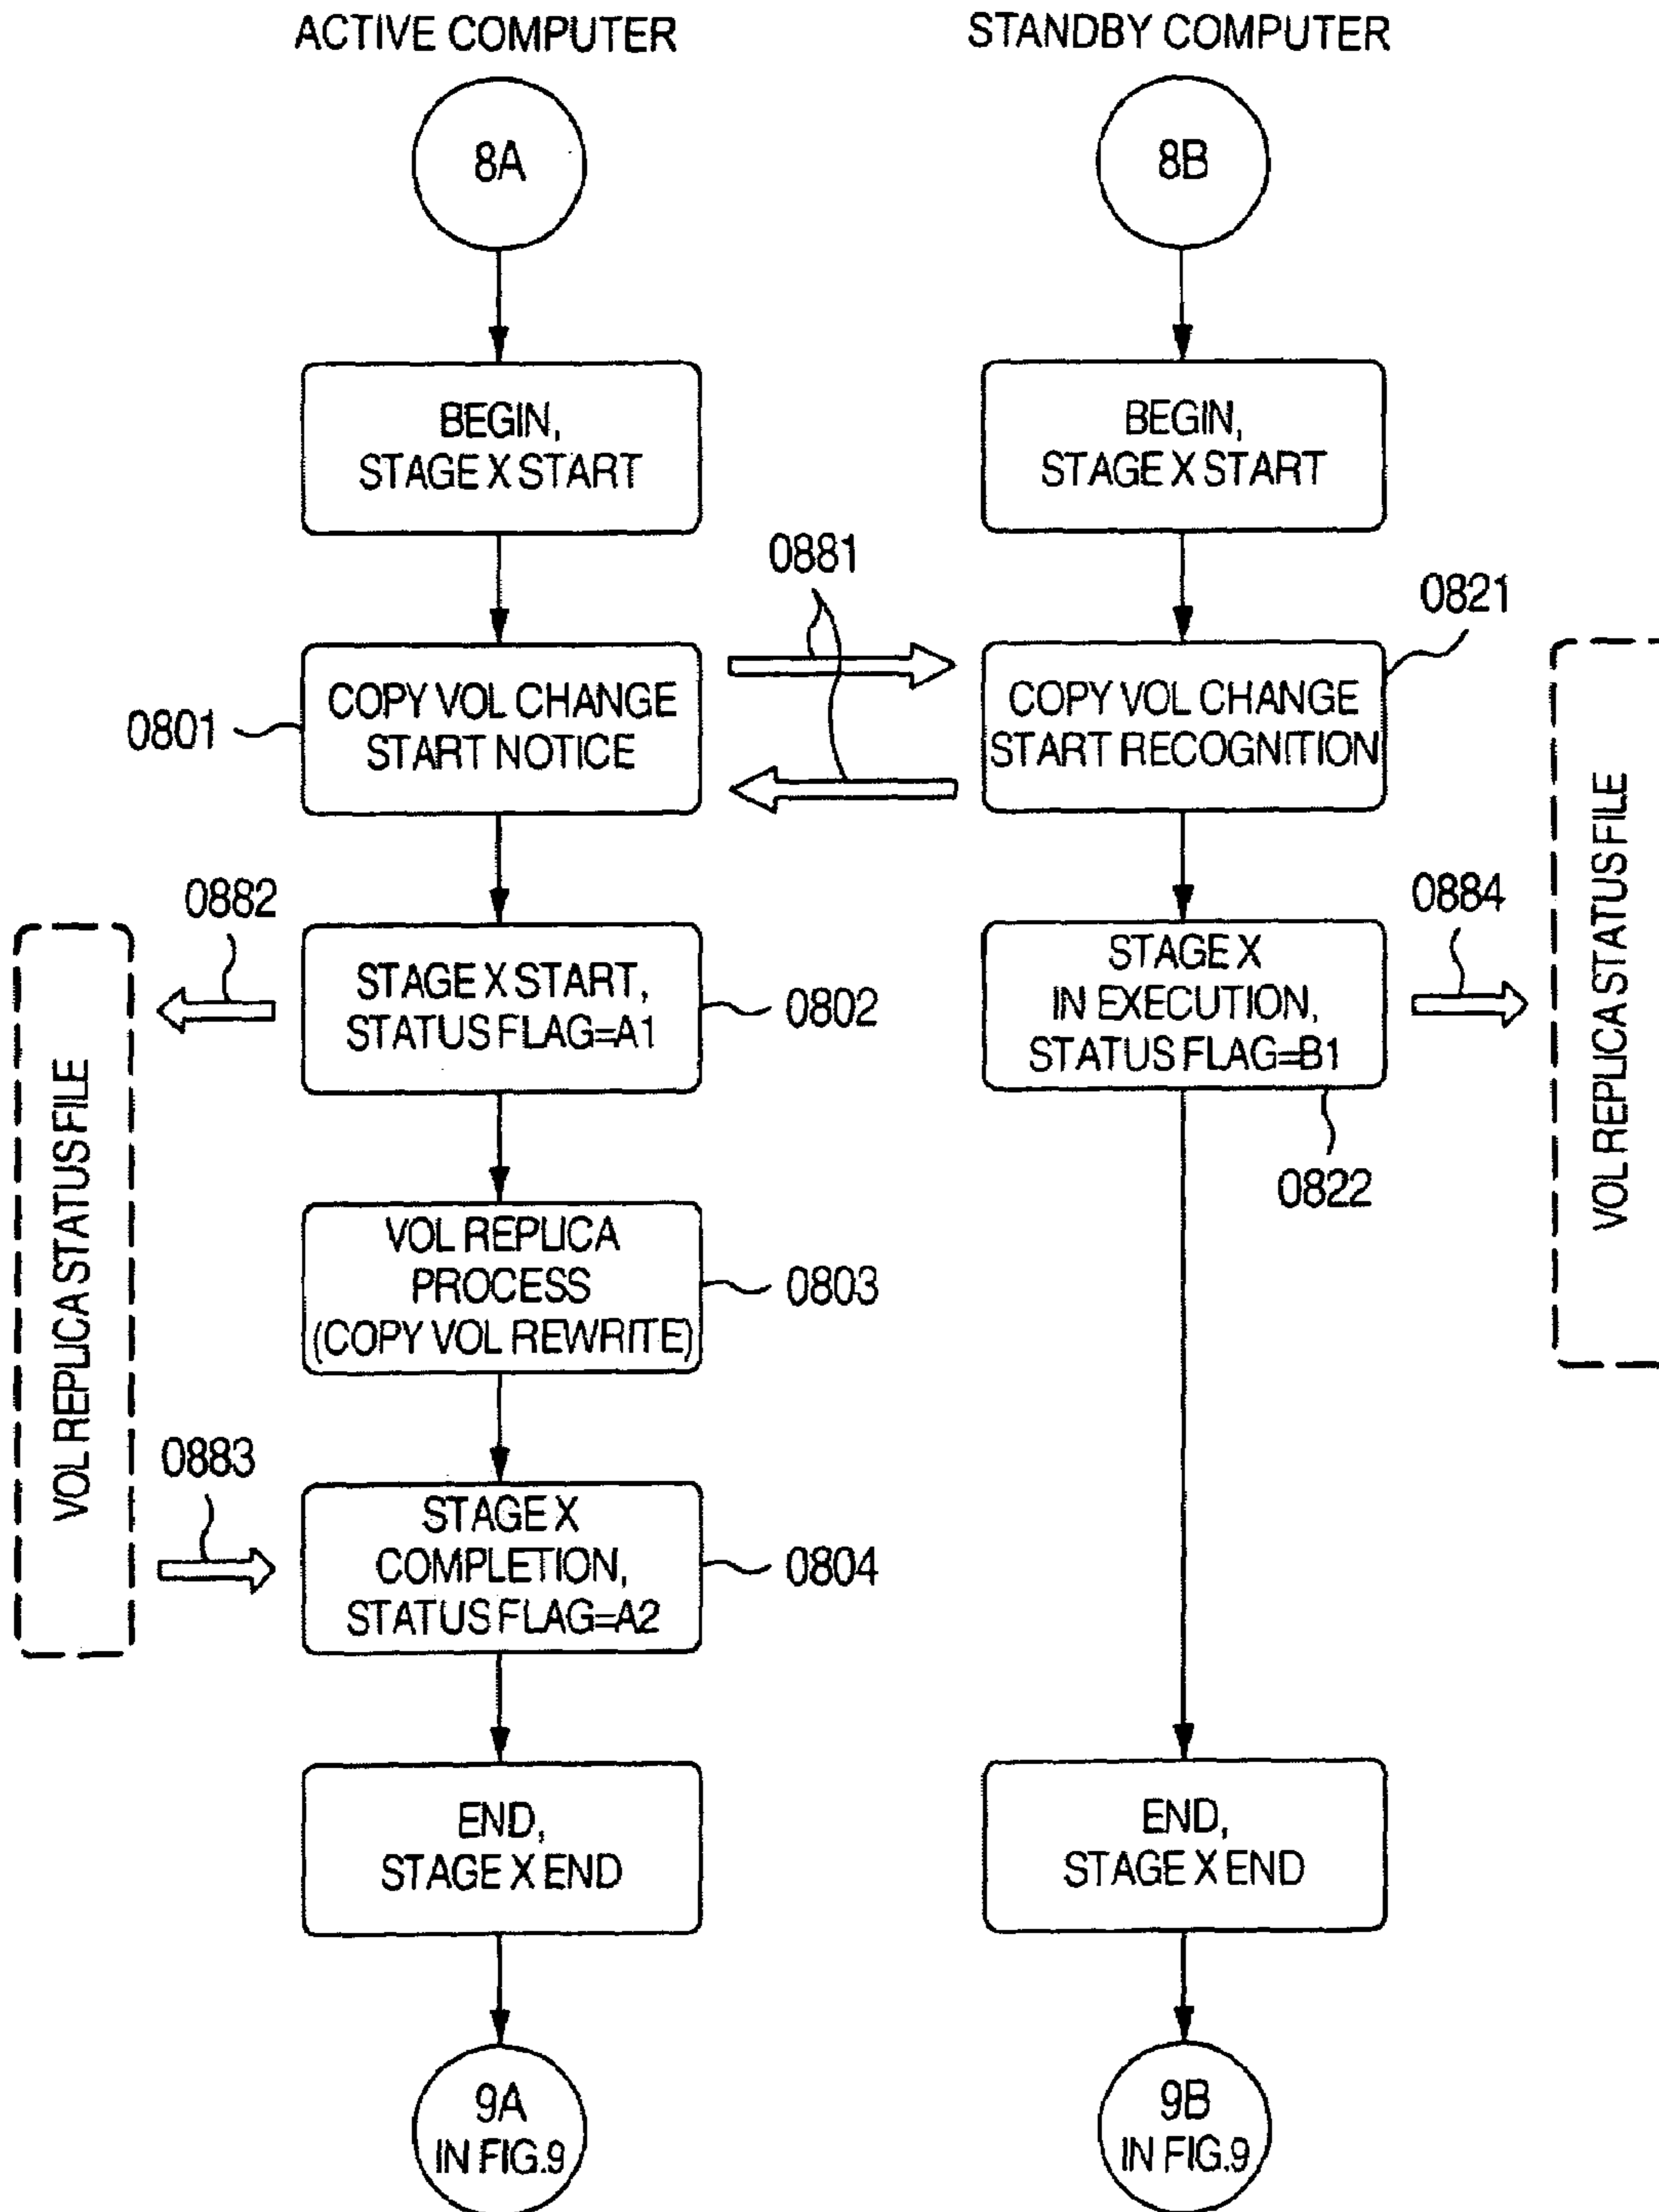 ACTIVE COMPUTER
STANDBY COMPUTER
8A
8B
BEGIN,
STAGE X START
BEGIN,
STAGE X START
0881
0821
0801
COPY VOL CHANGE
START NOTICE
COPY VOL CHANGE
START RECOGNITION
VOL REPLICA STATUS FILE
0882
0884
STAGE X START,
STATUS FLAG=A1
0802
STAGE X
IN EXECUTION,
STATUS FLAG=B1
0822
VOL REPLICA STATUS FILE
VOL REPLICA
PROCESS
(COPY VOL REWRITE)
0803
0883
STAGE X
COMPLETION,
STATUS FLAG=A2
0804
END,
STAGE X END
END,
STAGE X END
9A
IN FIG.9
9B
IN FIG.9